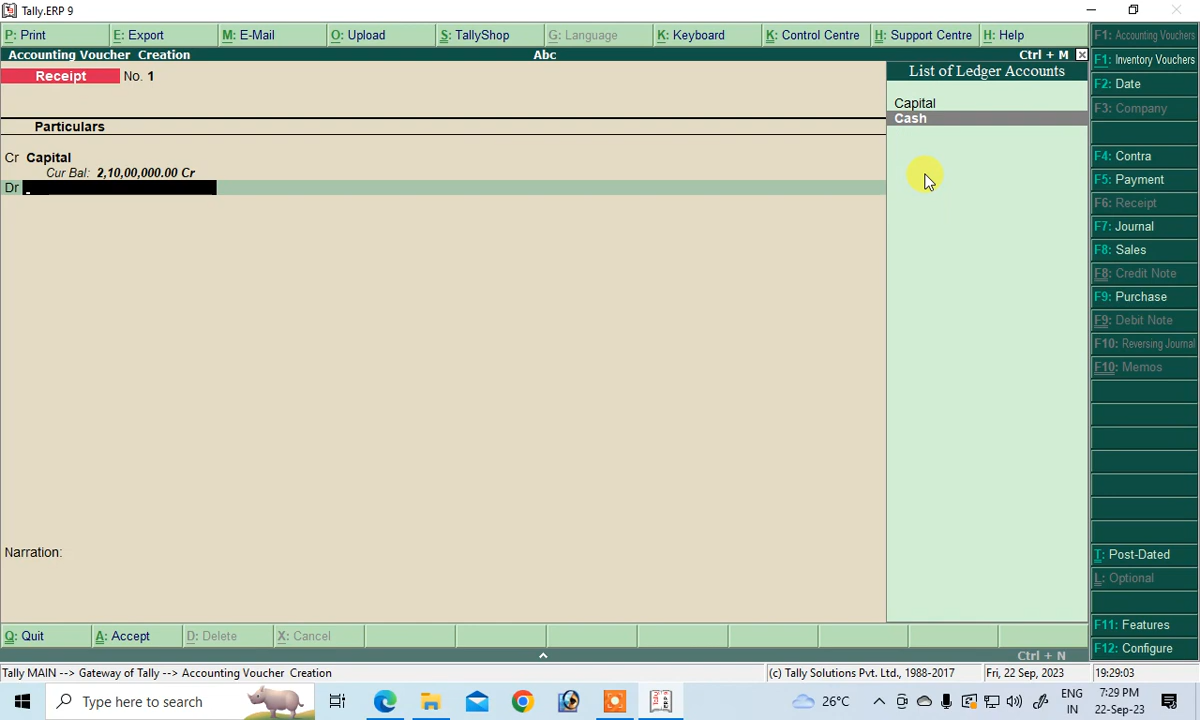 Tally.ERP 9
P: Print E: Export M: E-Mail O: Upload S: TallyShop G: Language K: Keyboard K: Control Centre H: Support Centre H: Help
Accounting Voucher Creation Abc Ctrl + M
Receipt No. 1
Particulars
Cr Capital
Cur Bal: 2,10,00,000.00 Cr
Dr
Narration:
List of Ledger Accounts
Capital
Cash
F1: Accounting Vouchers
F1: Inventory Vouchers
F2: Date
F3: Company
F4: Contra
F5: Payment
F6: Receipt
F7: Journal
F8: Sales
F8: Credit Note
F9: Purchase
F9: Debit Note
F10: Reversing Journal
F10: Memos
T: Post-Dated
L: Optional
F11: Features
F12: Configure
Q: Quit A: Accept D: Delete X: Cancel
Ctrl + N
Tally MAIN --> Gateway of Tally --> Accounting Voucher Creation (c) Tally Solutions Pvt. Ltd., 1988-2017 Fri, 22 Sep, 2023 19:29:03
Type here to search 26°C ENG IN 7:29 PM 22-Sep-23